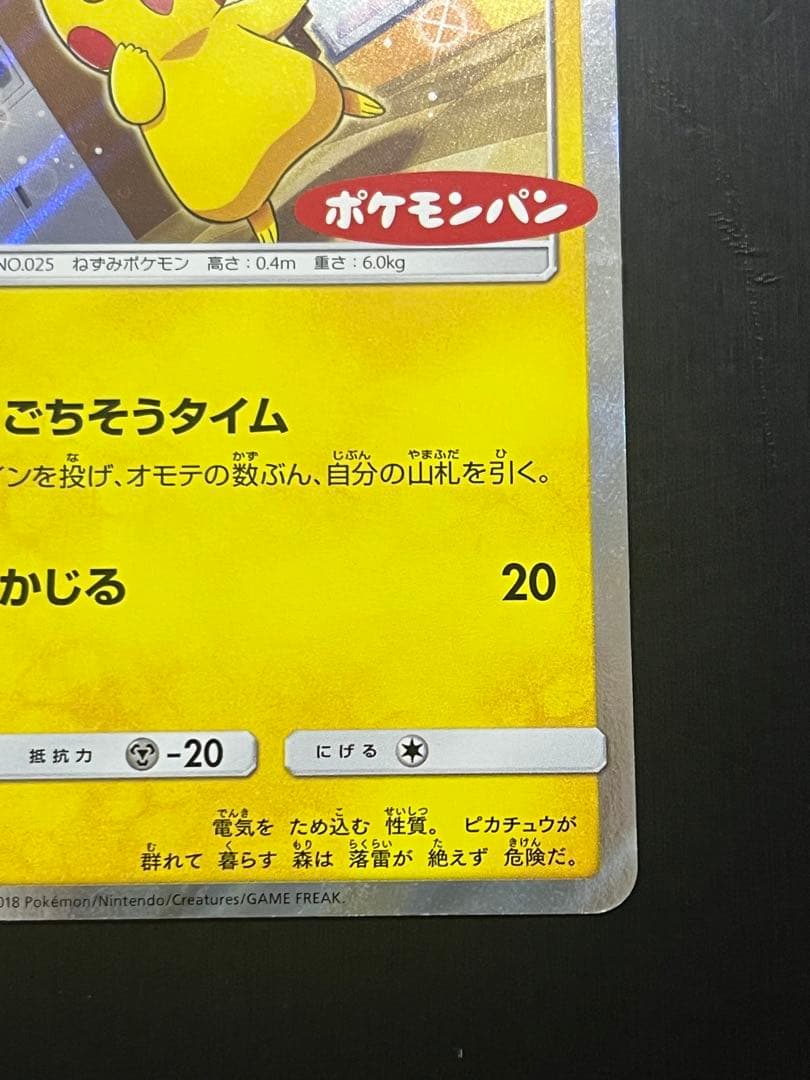 ポケモンパン
NO.025 ねずみポケモン 高さ:0.4m 重さ:6.0kg
ごちそうタイム
ンを投げ、オモテの数ぶん、自分の山札を引く。
かじる 20
抵抗力 -20 にげる
電気を ため込む 性質。 ピカチュウが
群れて 暮らす 森は 落雷が 絶えず 危険だ。
018 Pokémon/Nintendo/Creatures/GAME FREAK.